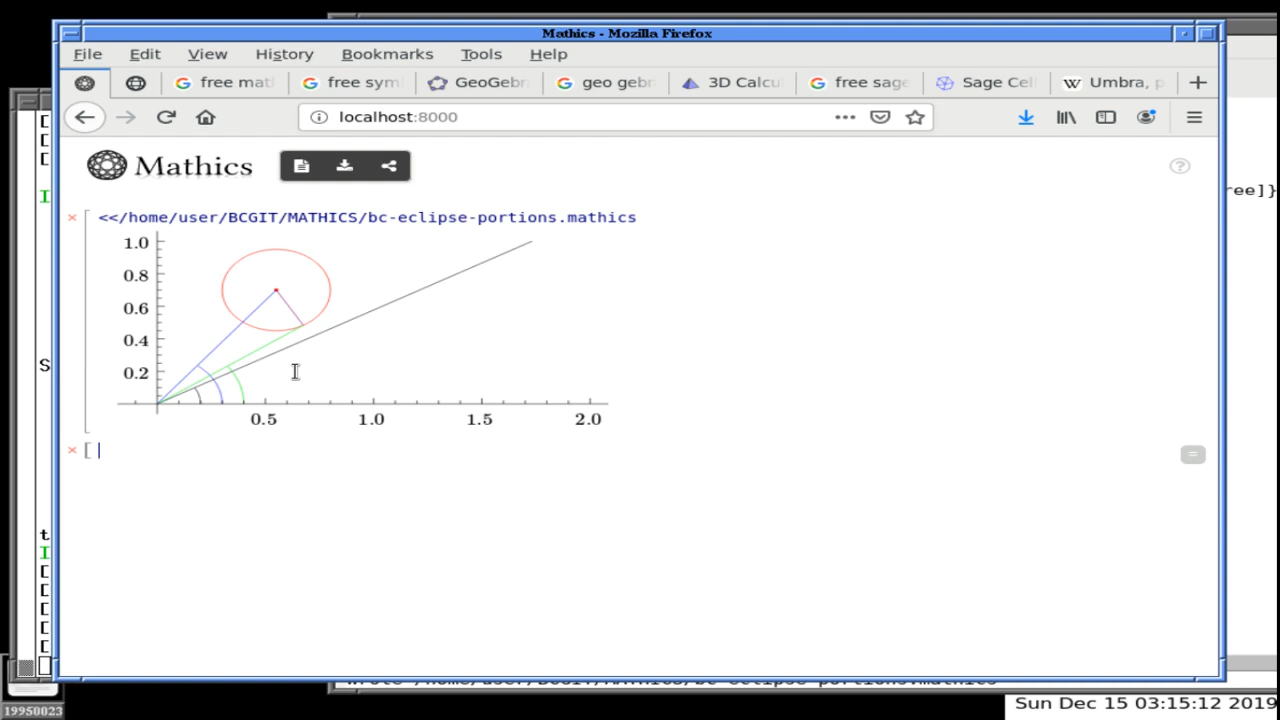 Mathics - Mozilla Firefox
File Edit View History Bookmarks Tools Help
free mat free sym GeoGebr geo gebr 3D Calcu free sage Sage Cel Umbra, p
localhost:8000
Mathics
<</home/user/BCGIT/MATHICS/bc-eclipse-portions.mathics
1.0
0.8
0.6
0.4
0.2
0.5 1.0 1.5 2.0
=
ree]}
S
t
I
19950023
Sun Dec 15 03:15:12 2019